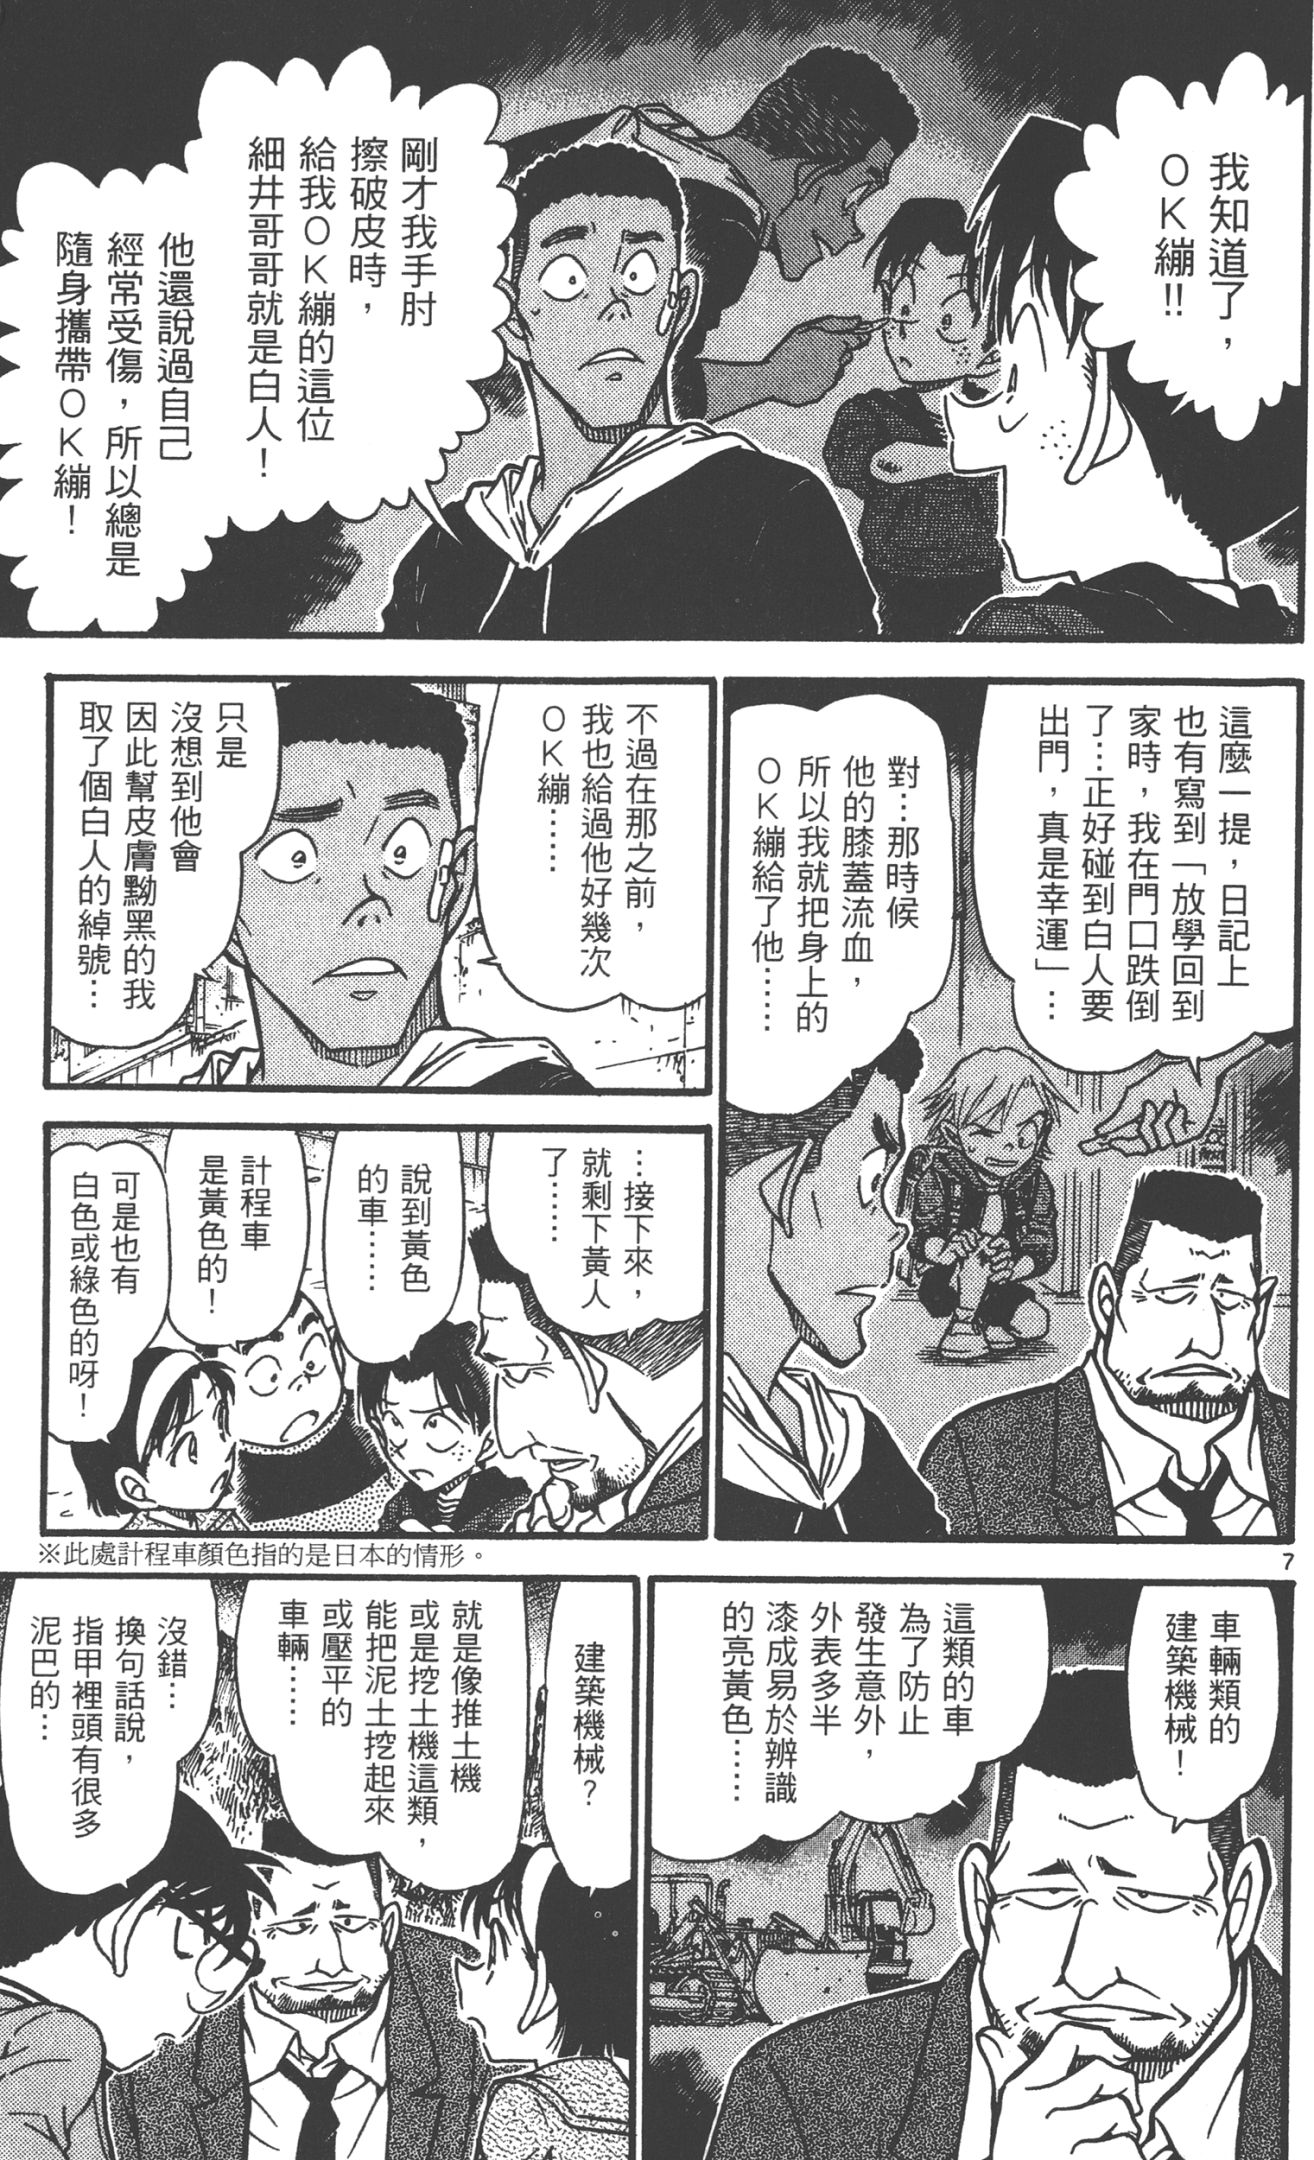 我知道了，
ＯＫ繃!!
剛才我手肘
擦破皮時，
給我ＯＫ繃的這位
細井哥哥就是白人！
他還說過自己
經常受傷，所以總是
隨身攜帶ＯＫ繃！
這麼一提，日記上
也有寫到「放學回到
家時，我在門口跌倒
了…正好碰到白人要
出門，真是幸運」…
對…那時候
他的膝蓋流血，
所以我就把身上的
ＯＫ繃給了他……
不過在那之前，
我也給過他好幾次
ＯＫ繃……
只是
沒想到他會
因此幫皮膚黝黑的我
取了個白人的綽號…
…接下來，
就剩下黃人
了……
說到黃色
的車……
計程車
是黃色的！
可是也有
白色或綠色的呀！
※此處計程車顏色指的是日本的情形。
7
車輛類的
建築機械！
這類的車
為了防止
發生意外，
外表多半
漆成易於辨識
的亮黃色……
建築機械？
就是像推土機
或是挖土機這類，
能把泥土挖起來
或壓平的
車輛……
沒錯…
換句話說，
指甲裡頭有很多
泥巴的…